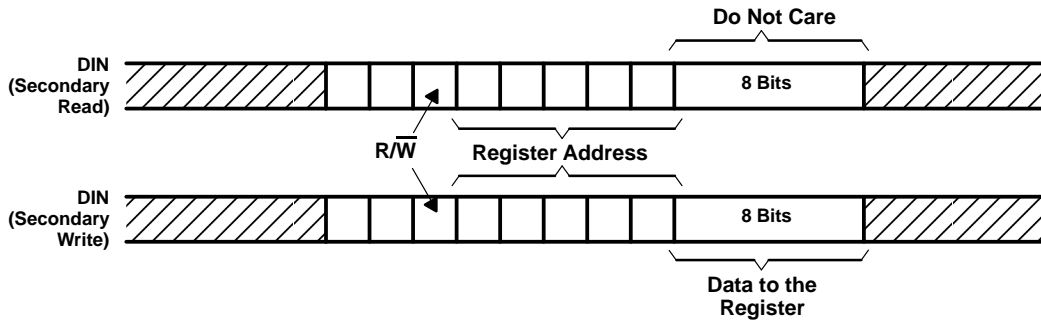 Do Not Care
DIN
(Secondary
Read)
8 Bits
R/W̅
Register Address
DIN
(Secondary
Write)
8 Bits
Data to the
Register